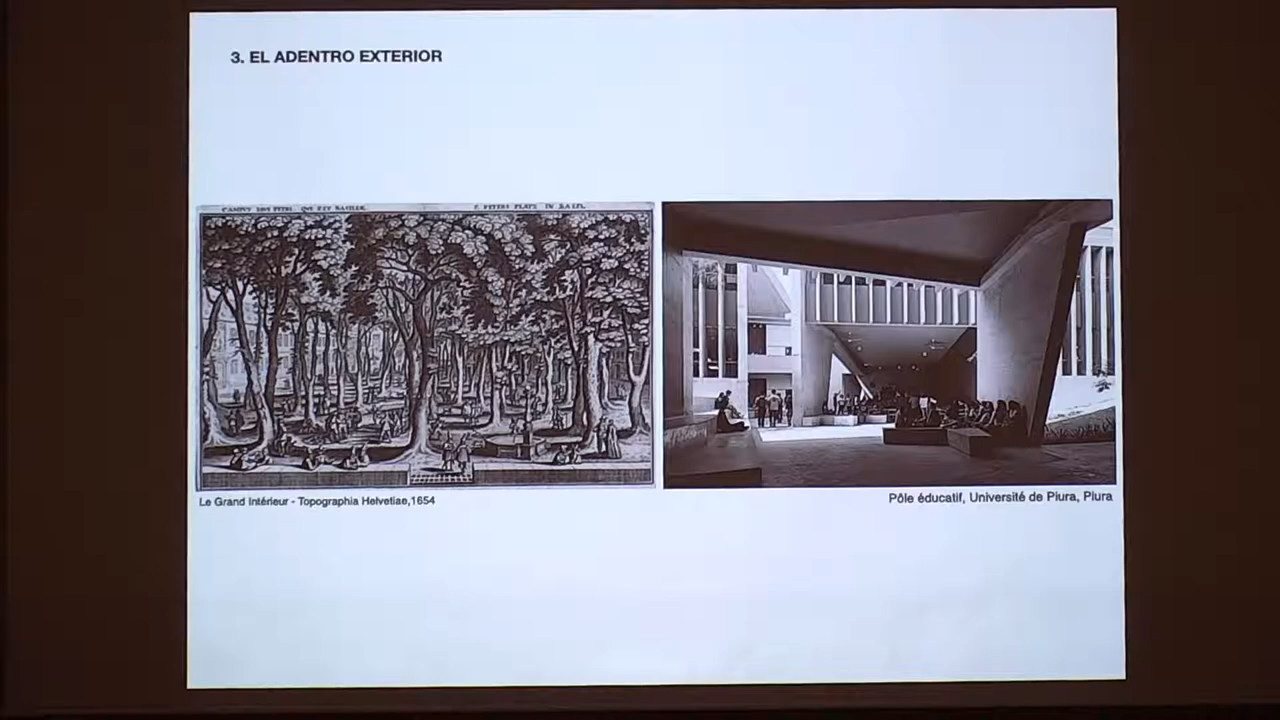 3. EL ADENTRO EXTERIOR
Le Grand Intérieur - Topographia Helvetiae,1654
Pôle éducatif, Université de Piura, Piura